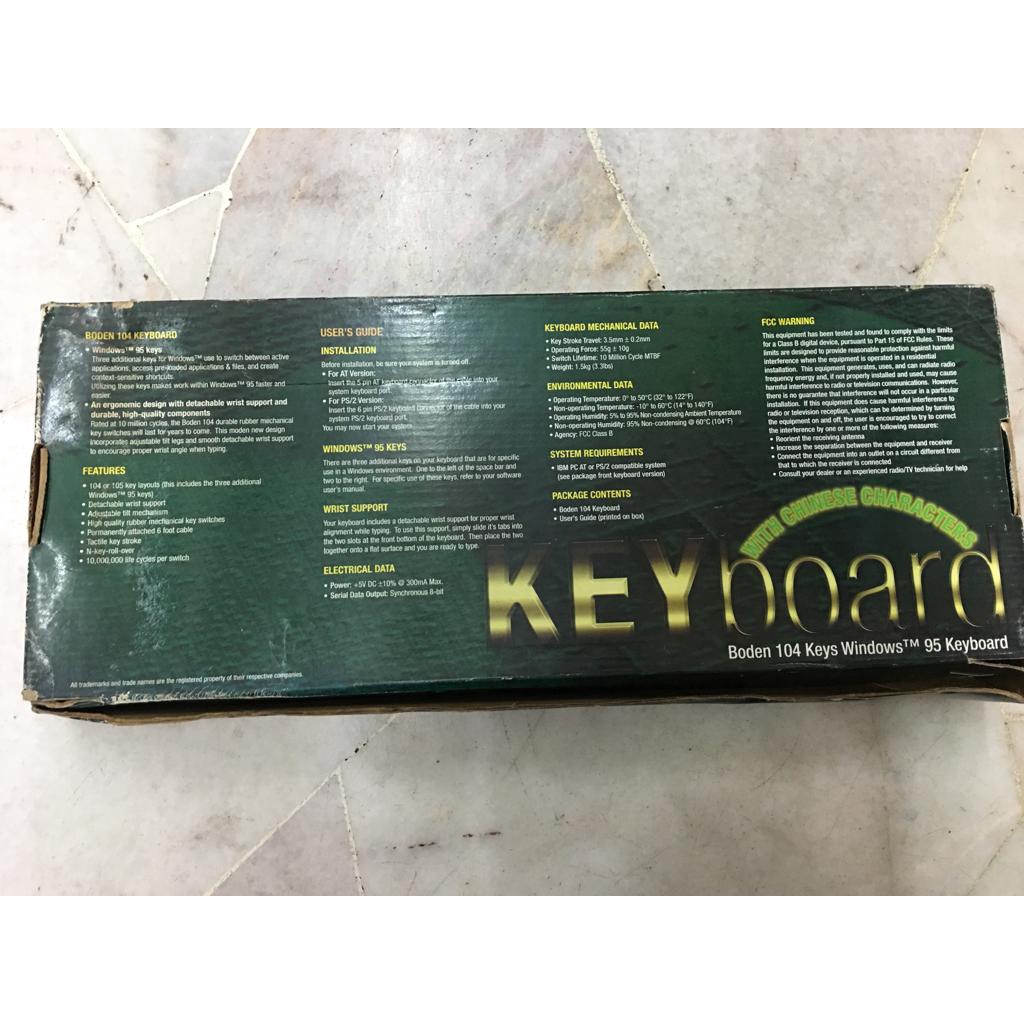 BODEN 104 KEYBOARD
• Windows™ 95 keys
Three additional keys for Windows™ use to switch between active
applications, access pre-loaded applications & files, and create
context-sensitive shortcuts.
Utilizing these keys makes work within Windows™ 95 faster and
easier.
• An ergonomic design with detachable wrist support and
durable, high-quality components
Rated at 10 million cycles, the Boden 104 durable rubber mechanical
key switches will last for years to come. This moden new design
incorporates adjustable tilt legs and smooth detachable wrist support
to encourage proper wrist angle when typing.
FEATURES
• 104 or 105 key layouts (this includes the three additional
Windows™ 95 keys)
• Detachable wrist support
• Adjustable tilt mechanism
• High quality rubber mechanical key switches
• Permanently attached 6 foot cable
• Tactile key stroke
• N-key-roll-over
• 10,000,000 life cycles per switch
All trademarks and trade names are the registered property of their respective companies.
USER'S GUIDE
INSTALLATION
Before installation, be sure your system is turned off.
• For AT Version:
Insert the 5 pin AT keyboard connector of the cable into your
system keyboard port.
• For PS/2 Version:
Insert the 6 pin PS/2 keyboard connector of the cable into your
system PS/2 keyboard port.
You may now start your system
WINDOWS™ 95 KEYS
There are three additional keys on your keyboard that are for specific
use in a Windows environment. One to the left of the space bar and
two to the right. For specific use of these keys, refer to your software
user's manual.
WRIST SUPPORT
Your keyboard includes a detachable wrist support for proper wrist
alignment while typing. To use this support, simply slide it's tabs into
the two slots at the front bottom of the keyboard. Then place the two
together onto a flat surface and you are ready to type.
ELECTRICAL DATA
• Power: +5V DC ±10% @ 300mA Max.
• Serial Data Output: Synchronous 8-bit
KEYBOARD MECHANICAL DATA
• Key Stroke Travel: 3.5mm ± 0.2mm
• Operating Force: 55g ± 10g
• Switch Lifetime: 10 Million Cycle MTBF
• Weight: 1.5kg (3.3lbs)
ENVIRONMENTAL DATA
• Operating Temperature: 0° to 50°C (32° to 122°F)
• Non-operating Temperature: -10° to 60°C (14° to 140°F)
• Operating Humidity: 5% to 95% Non-condensing Ambient Temperature
• Non-operating Humidity: 95% Non-condensing @ 60°C (104°F)
• Agency: FCC Class B
SYSTEM REQUIREMENTS
• IBM PC AT or PS/2 compatible system
(see package front keyboard version)
PACKAGE CONTENTS
• Boden 104 Keyboard
• User's Guide (printed on box)
FCC WARNING
This equipment has been tested and found to comply with the limits
for a Class B digital device, pursuant to Part 15 of FCC Rules. These
limits are designed to provide reasonable protection against harmful
interference when the equipment is operated in a residential
installation. This equipment generates, uses, and can radiate radio
frequency energy and, if not properly installed and used, may cause
harmful interference to radio or television communications. However,
there is no guarantee that interference will not occur in a particular
installation. If this equipment does cause harmful interference to
radio or television reception, which can be determined by turning
the equipment on and off, the user is encouraged to try to correct
the interference by one or more of the following measures:
• Reorient the receiving antenna
• Increase the separation between the equipment and receiver
• Connect the equipment into an outlet on a circuit different from
that to which the receiver is connected
• Consult your dealer or an experienced radio/TV technician for help
WITH CHINESE CHARACTERS
KEYboard
Boden 104 Keys Windows™ 95 Keyboard